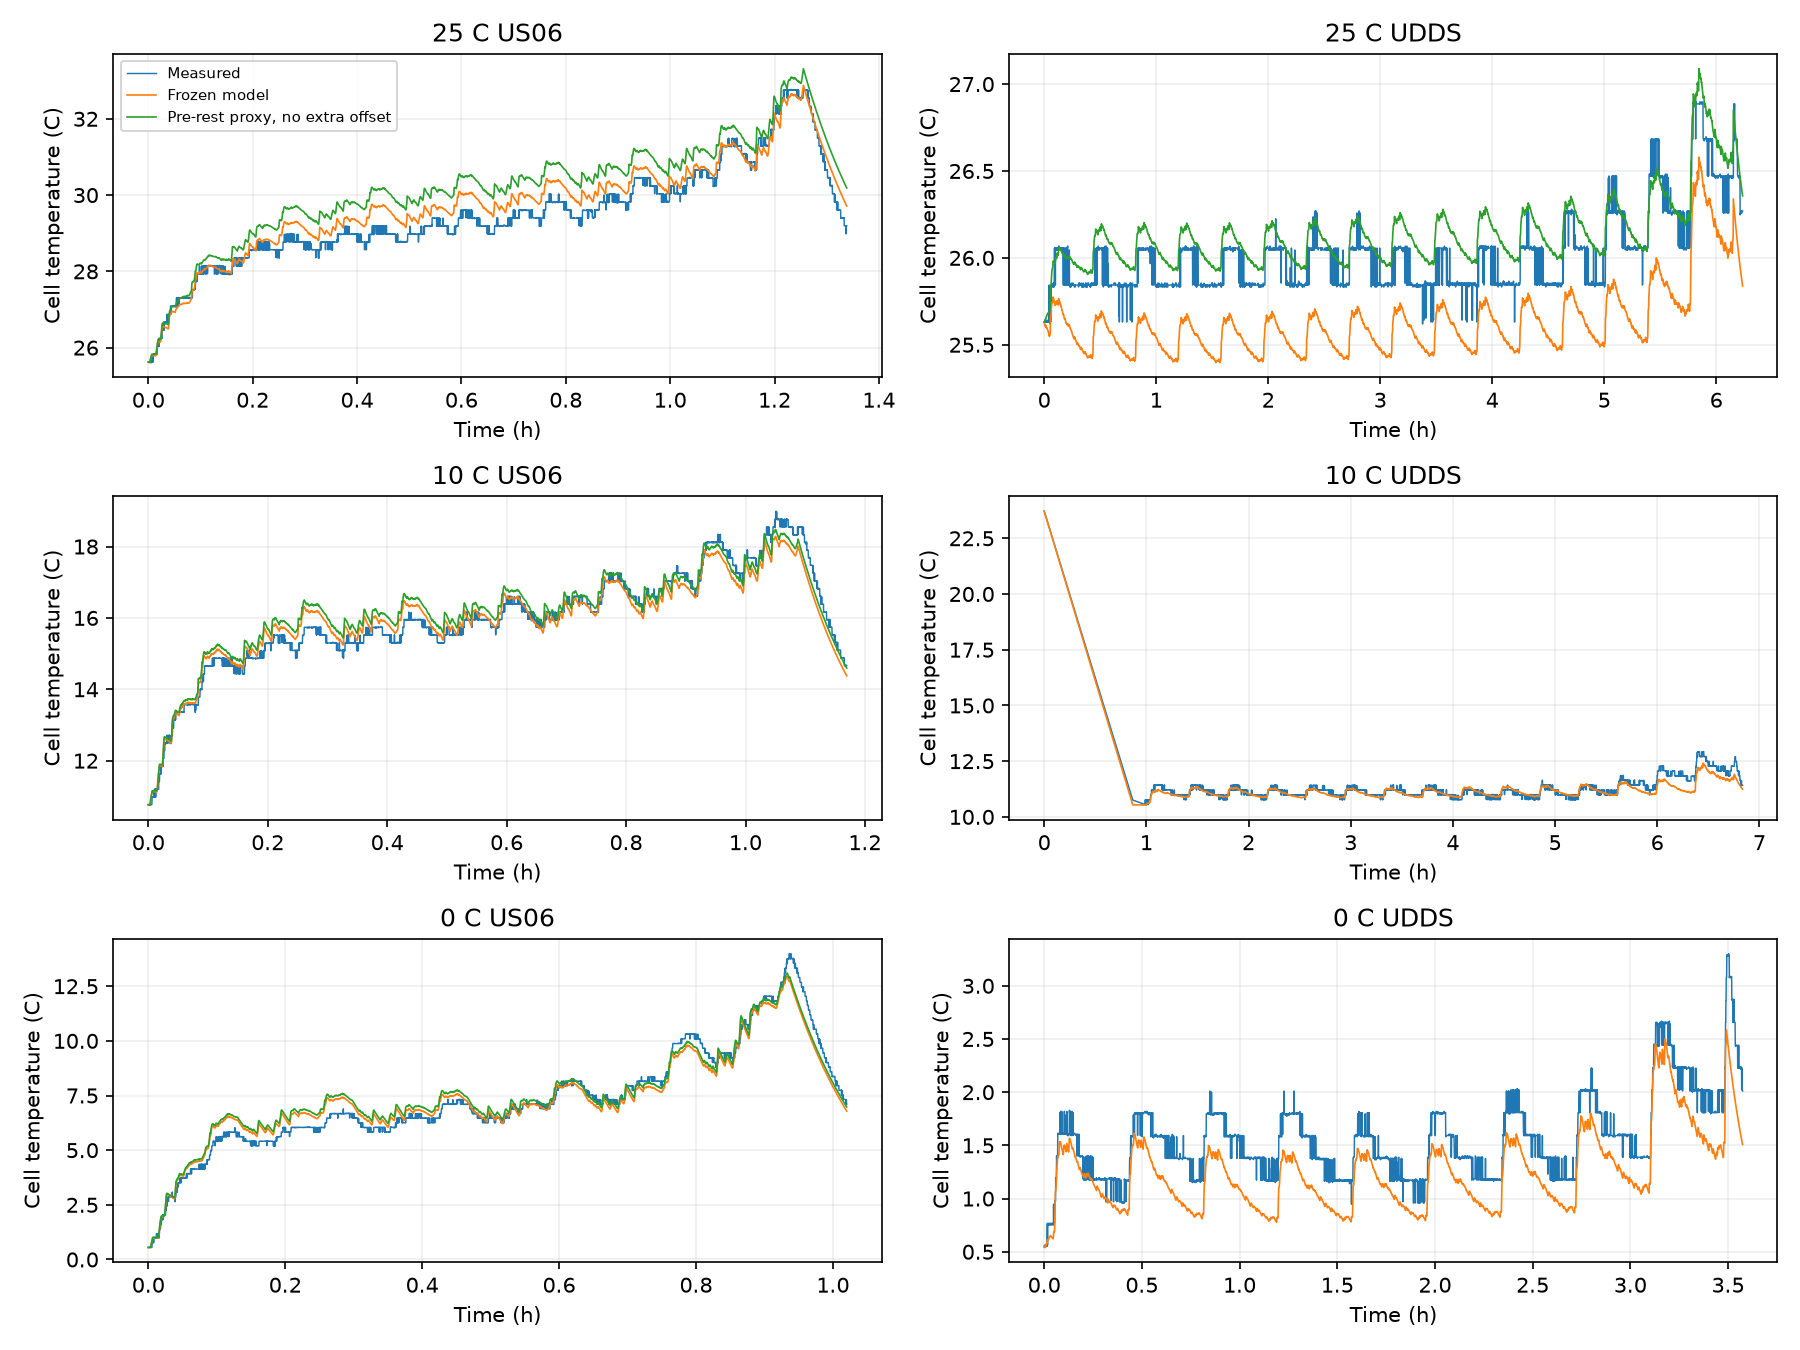 25 C US06
Cell temperature (C)
32
30
28
26
Measured
Frozen model
Pre-rest proxy, no extra offset
0.0 0.2 0.4 0.6 0.8 1.0 1.2 1.4
Time (h)
25 C UDDS
Cell temperature (C)
27.0
26.5
26.0
25.5
0 1 2 3 4 5 6
Time (h)
10 C US06
Cell temperature (C)
18
16
14
12
0.0 0.2 0.4 0.6 0.8 1.0 1.2
Time (h)
10 C UDDS
Cell temperature (C)
22.5
20.0
17.5
15.0
12.5
10.0
0 1 2 3 4 5 6 7
Time (h)
0 C US06
Cell temperature (C)
12.5
10.0
7.5
5.0
2.5
0.0
0.0 0.2 0.4 0.6 0.8 1.0
Time (h)
0 C UDDS
Cell temperature (C)
3.0
2.5
2.0
1.5
1.0
0.5
0.0 0.5 1.0 1.5 2.0 2.5 3.0 3.5
Time (h)